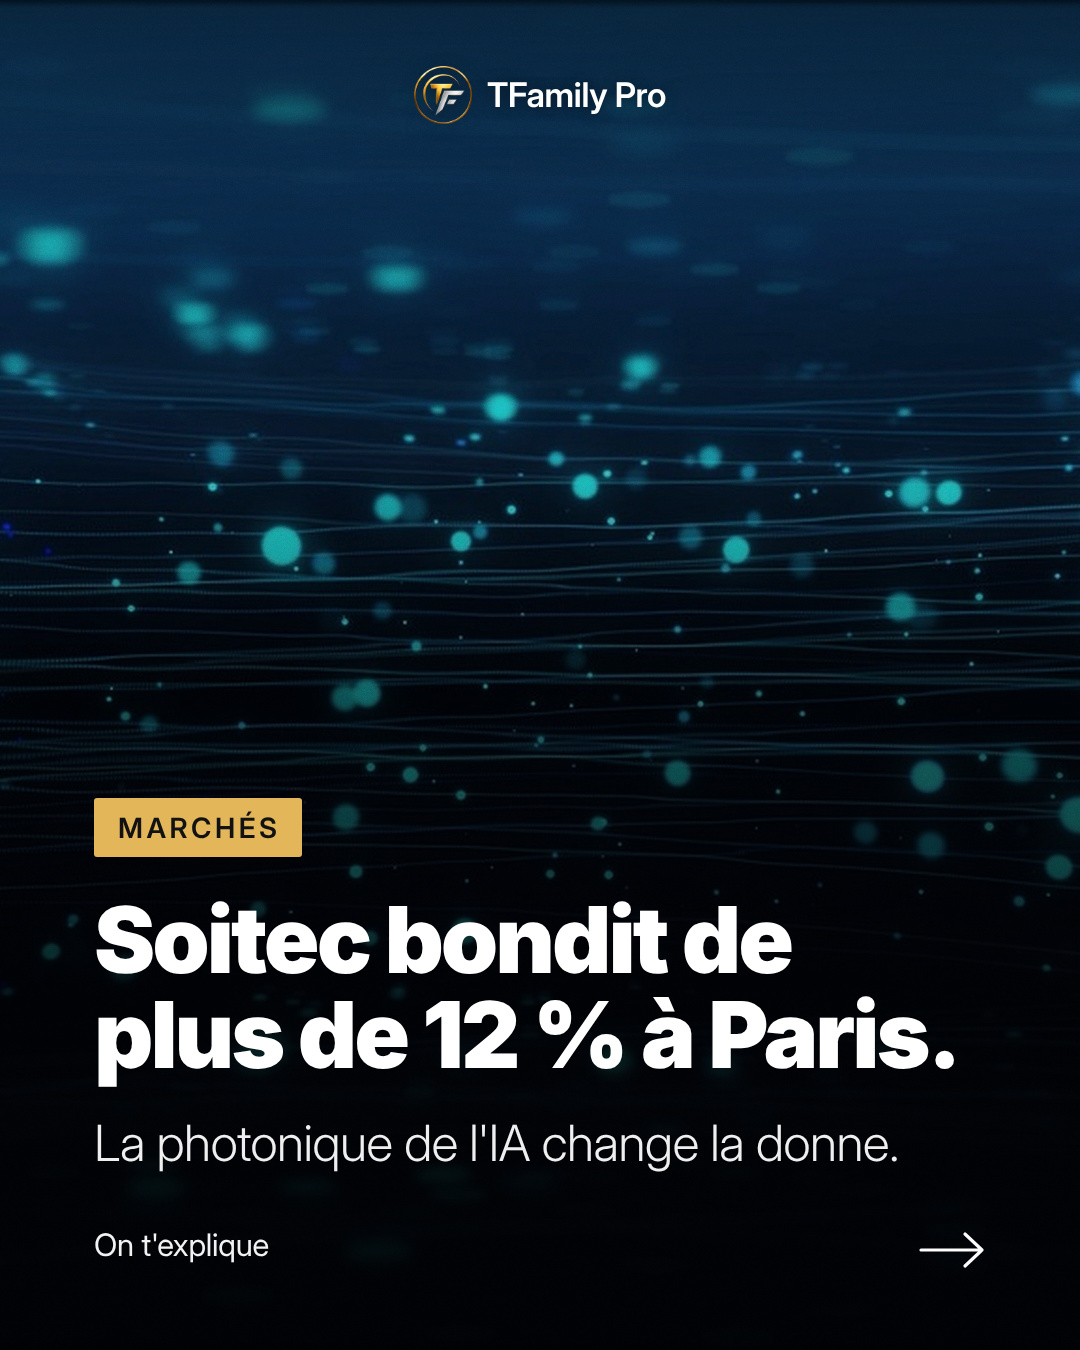 TF TFamily Pro
MARCHÉS
Soitec bondit de
plus de 12 % à Paris.
La photonique de l'IA change la donne.
On t'explique